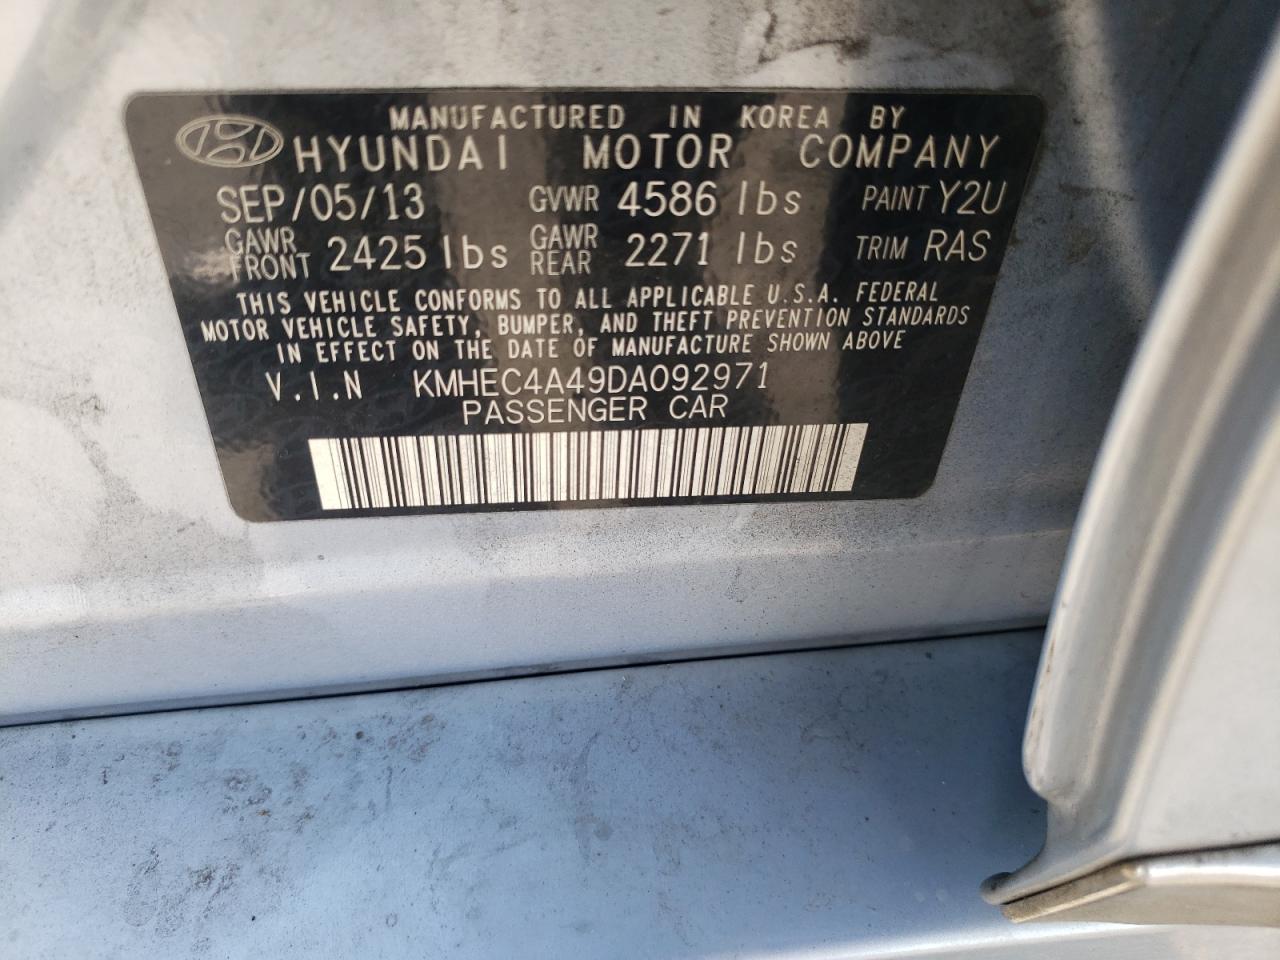 MANUFACTURED IN KOREA BY
HYUNDAI MOTOR COMPANY
SEP/05/13 GVWR 4586 lbs PAINT Y2U
GAWR FRONT 2425 lbs GAWR REAR 2271 lbs TRIM RAS
THIS VEHICLE CONFORMS TO ALL APPLICABLE U.S.A. FEDERAL
MOTOR VEHICLE SAFETY, BUMPER, AND THEFT PREVENTION STANDARDS
IN EFFECT ON THE DATE OF MANUFACTURE SHOWN ABOVE
V.I.N KMHEC4A49DA092971
PASSENGER CAR